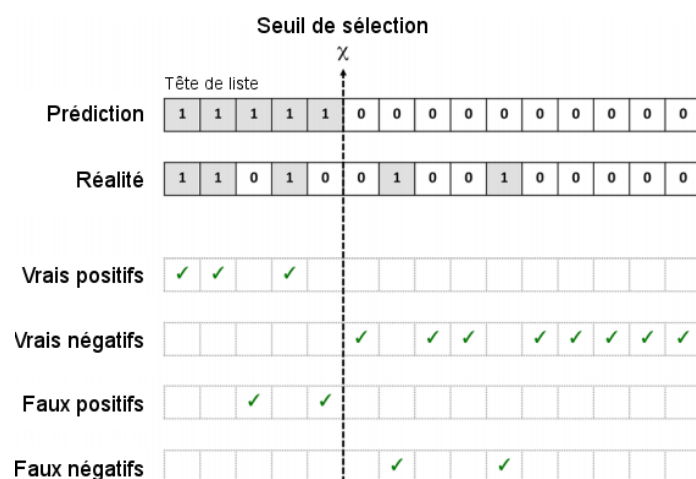 Seuil de sélection
χ
Tête de liste
Prédiction 1 1 1 1 1 0 0 0 0 0 0 0 0 0 0
Réalité 1 1 0 1 0 0 1 0 0 1 0 0 0 0 0
Vrais positifs ✓ ✓ ✓
Vrais négatifs ✓ ✓ ✓ ✓ ✓ ✓ ✓ ✓
Faux positifs ✓ ✓
Faux négatifs ✓ ✓